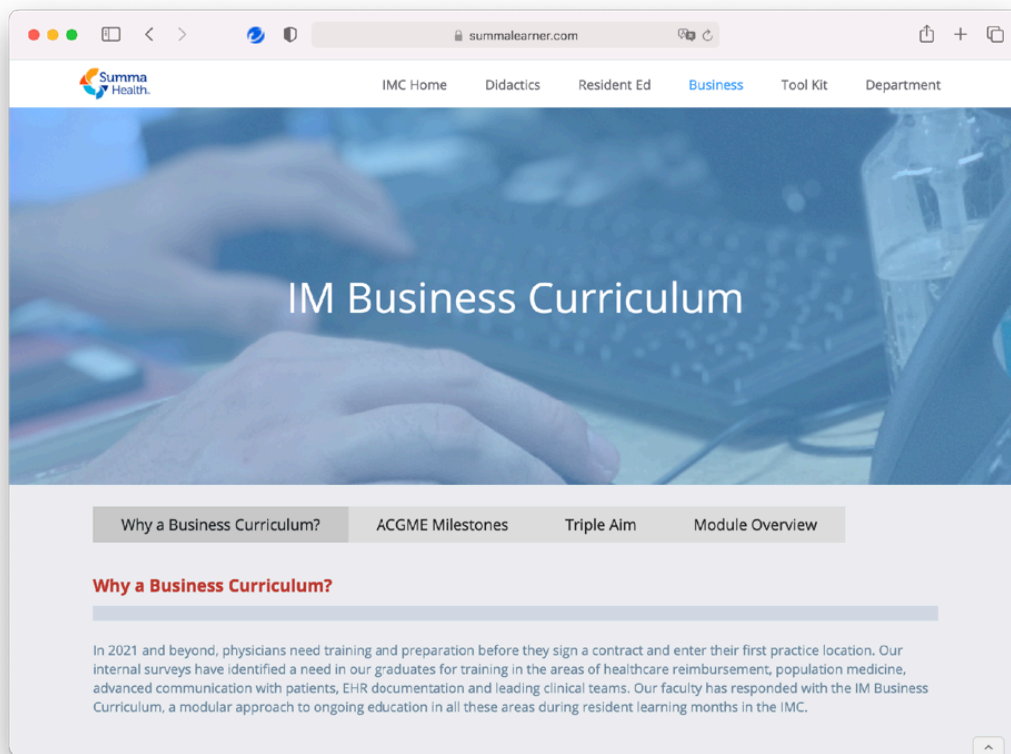 summalearner.com
Summa
Health.
IMC Home Didactics Resident Ed Business Tool Kit Department
IM Business Curriculum
Why a Business Curriculum? ACGME Milestones Triple Aim Module Overview
Why a Business Curriculum?
In 2021 and beyond, physicians need training and preparation before they sign a contract and enter their first practice location. Our
internal surveys have identified a need in our graduates for training in the areas of healthcare reimbursement, population medicine,
advanced communication with patients, EHR documentation and leading clinical teams. Our faculty has responded with the IM Business
Curriculum, a modular approach to ongoing education in all these areas during resident learning months in the IMC.